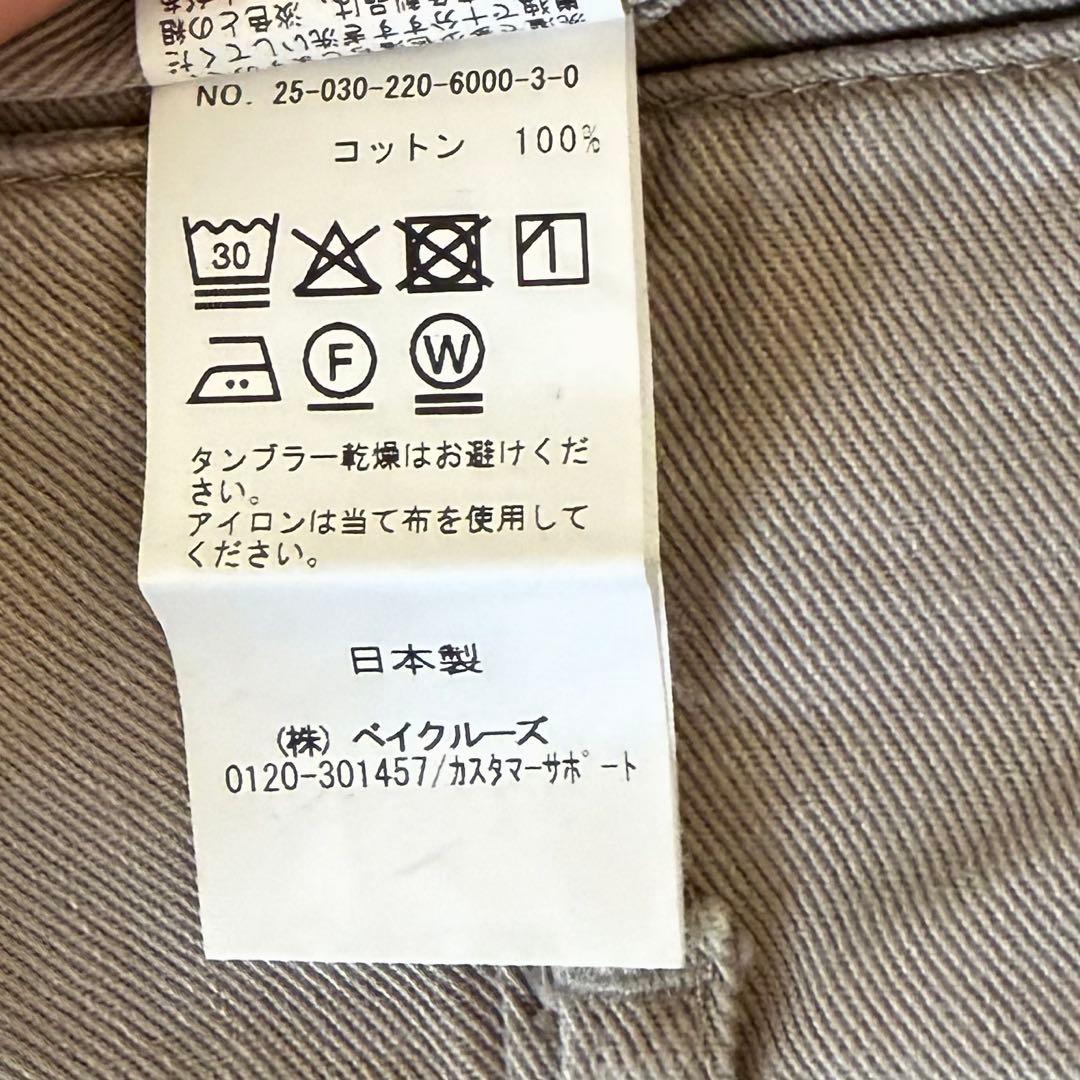 NO. 25-030-220-6000-3-0
コットン 100%
30
F
W
タンブラー乾燥はお避けくだ
さい。
アイロンは当て布を使用して
ください。
日本製
(株) ベイクルーズ
0120-301457/カスタマーサポート